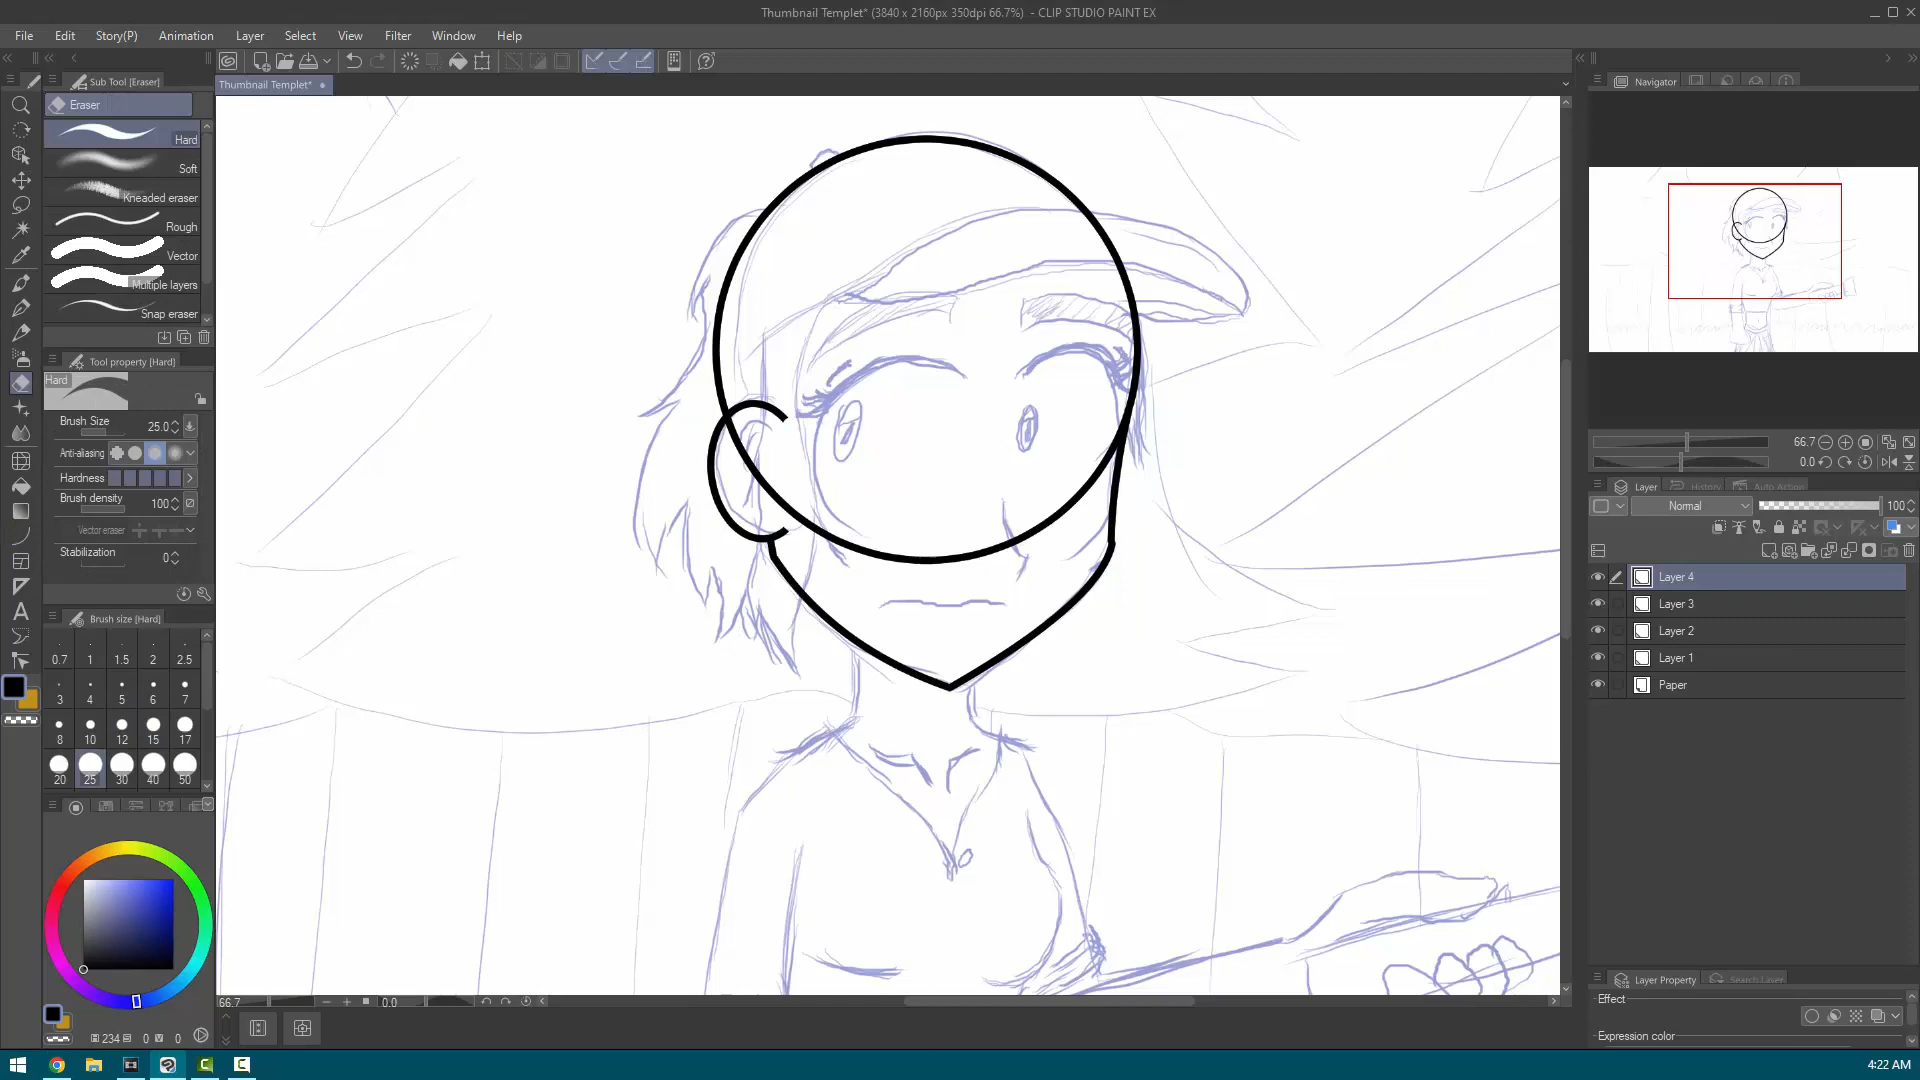 Thumbnail Templet* (3840 x 2160px 350dpi 66.7%) - CLIP STUDIO PAINT EX
File Edit Story(P) Animation Layer Select View Filter Window Help
Sub Tool [Eraser]
Thumbnail Templet*
Navigator
Eraser
Hard
Soft
Kneaded eraser
Rough
Vector
Multiple layers
Snap eraser
Tool property [Hard]
Hard
Brush Size 25.0
Anti-aliasing
Hardness
Brush density 100
Vector eraser
Stabilization 0
Brush size [Hard]
0.7 1 1.5 2 2.5
3 4 5 6 7
8 10 12 15 17
20 25 30 40 50
234 0 0
66.7 0.0
66.7
0.0
Layer History Auto Action
Normal 100
Layer 4
Layer 3
Layer 2
Layer 1
Paper
Layer Property Search Layer
Effect
Expression color
4:22 AM